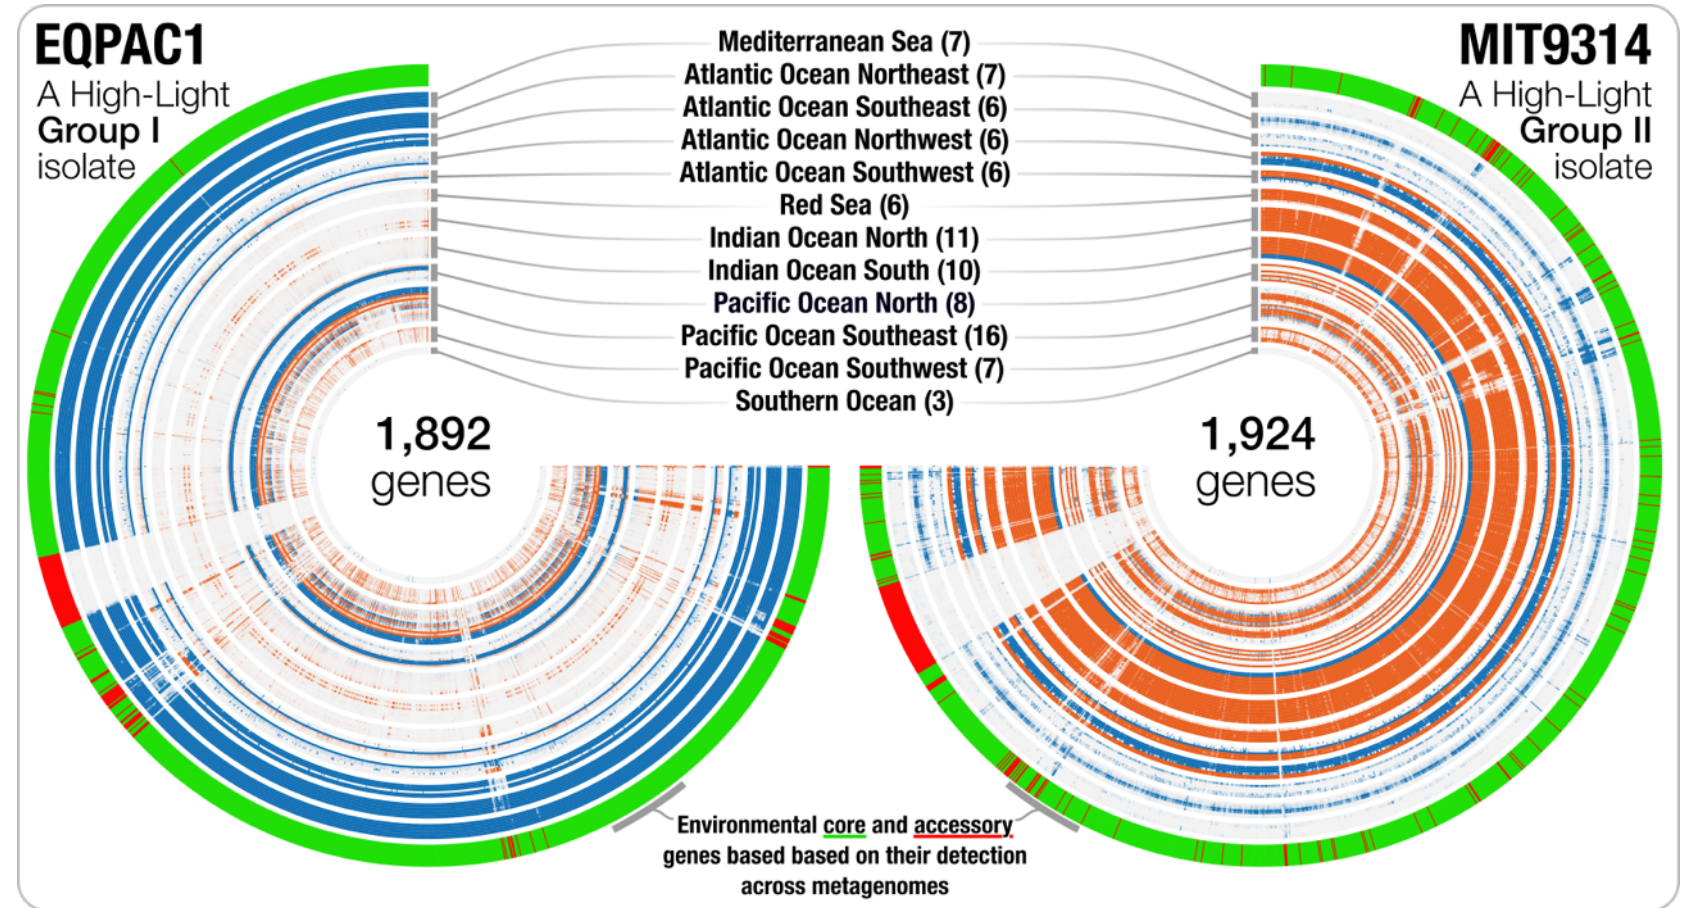 EQPAC1
A High-Light
Group I
isolate
Mediterranean Sea (7)
Atlantic Ocean Northeast (7)
Atlantic Ocean Southeast (6)
Atlantic Ocean Northwest (6)
Atlantic Ocean Southwest (6)
Red Sea (6)
Indian Ocean North (11)
Indian Ocean South (10)
Pacific Ocean North (8)
Pacific Ocean Southeast (16)
Pacific Ocean Southwest (7)
Southern Ocean (3)
MIT9314
A High-Light
Group II
isolate
1,892
genes
1,924
genes
Environmental core and accessory
genes based based on their detection
across metagenomes